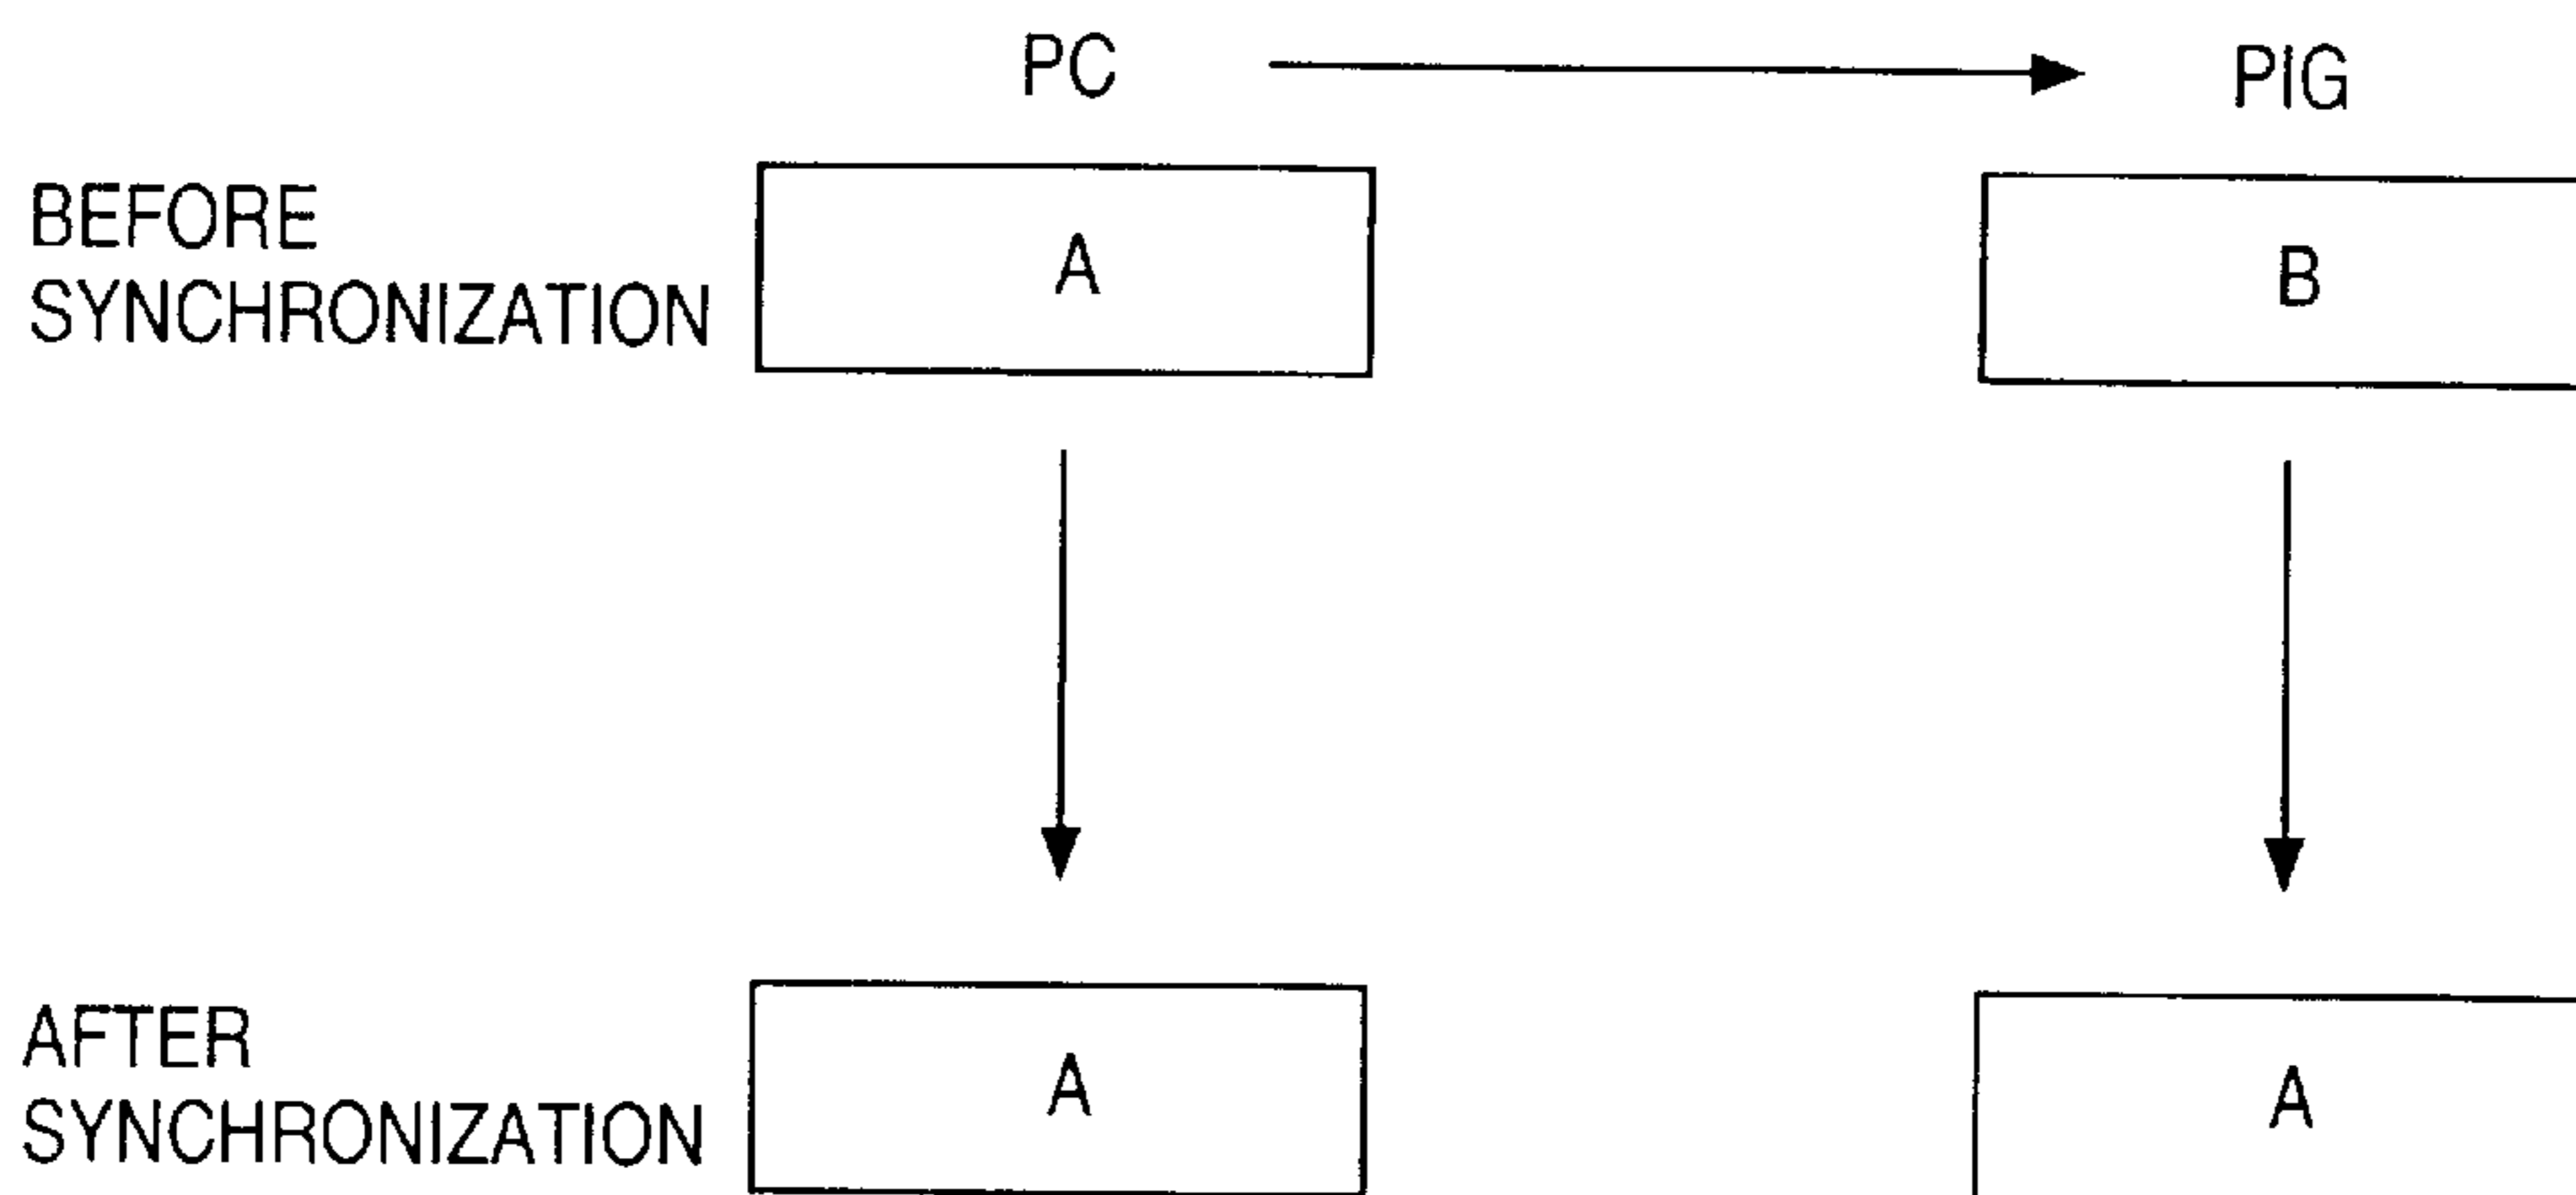 PC PIG
BEFORE
SYNCHRONIZATION
A B
AFTER
SYNCHRONIZATION
A A